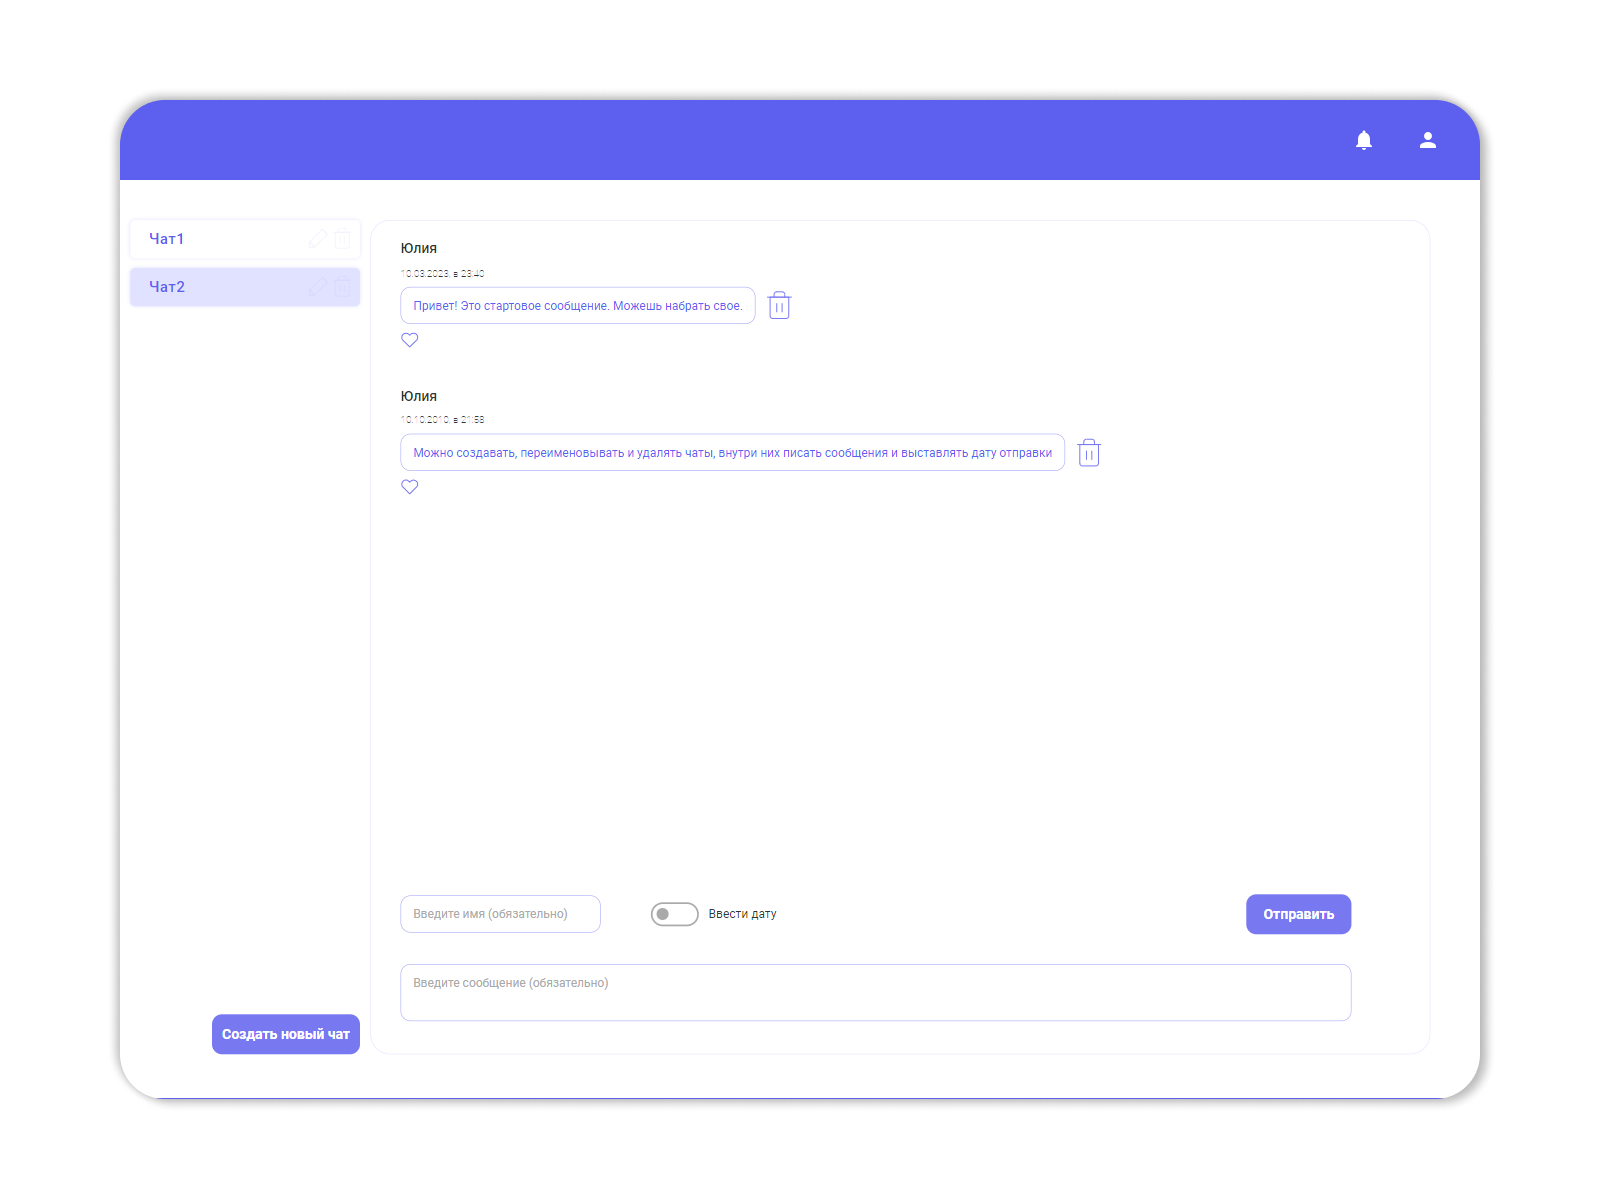 Чат1
Чат2
Создать новый чат
Юлия
10.03.2023. в 23:40
Привет! Это стартовое сообщение. Можешь набрать свое.
Юлия
10.10.2010. в 21:58
Можно создавать, переименовывать и удалять чаты, внутри них писать сообщения и выставлять дату отправки
Введите имя (обязательно)
Ввести дату
Отправить
Введите сообщение (обязательно)